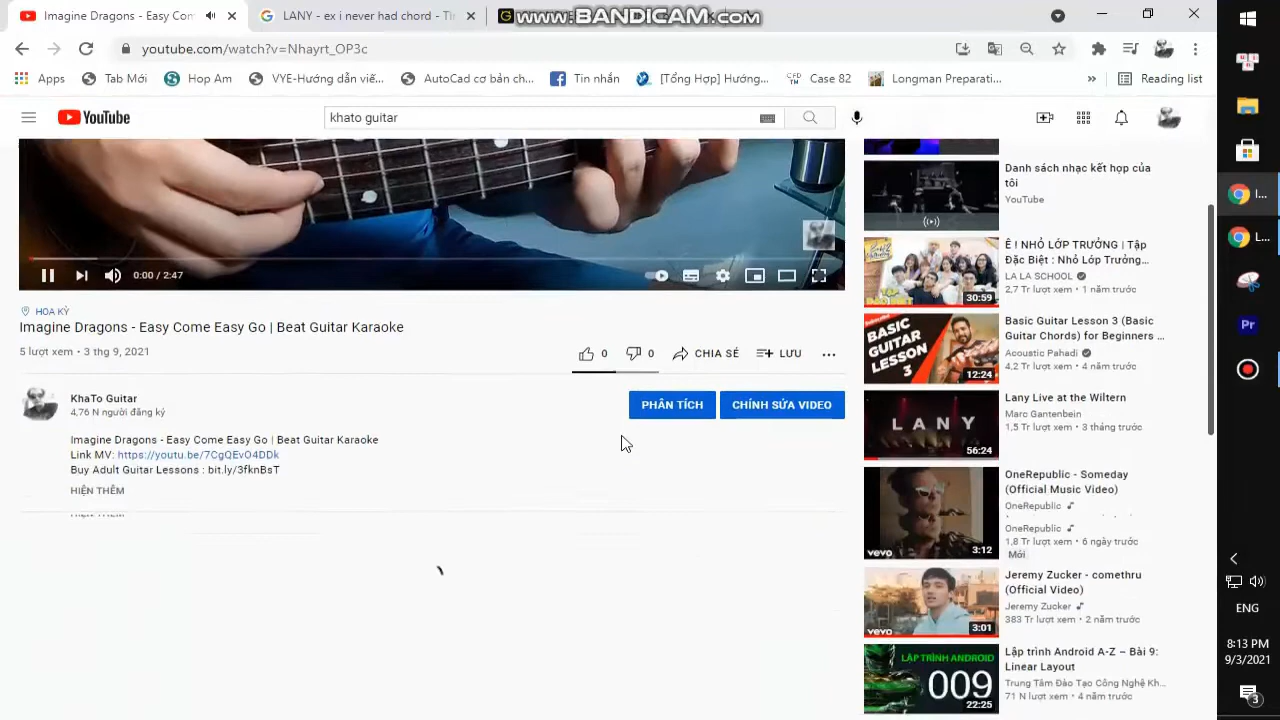 Imagine Dragons - Easy Com
LANY - ex i never had chord - T
www.BANDICAM.com
youtube.com/watch?v=Nhayrt_OP3c
Apps
Tab Mới
Hop Am
VYE-Hướng dẫn viế...
AutoCad cơ bản ch...
Tin nhắn
[Tổng Hợp] Hướng...
Case 82
Longman Preparati...
»
Reading list
YouTube
khato guitar
0:00 / 2:47
HOA KỲ
Imagine Dragons - Easy Come Easy Go | Beat Guitar Karaoke
5 lượt xem • 3 thg 9, 2021
0
0
CHIA SẺ
LƯU
KhaTo Guitar
4,76 N người đăng ký
PHÂN TÍCH
CHỈNH SỬA VIDEO
Imagine Dragons - Easy Come Easy Go | Beat Guitar Karaoke
Link MV: https://youtu.be/7CgQEvO4DDk
Buy Adult Guitar Lessons : bit.ly/3fknBsT
HIỆN THÊM
Danh sách nhạc kết hợp của
tôi
YouTube
Ê ! NHỎ LỚP TRƯỞNG | Tập
Đặc Biệt : Nhỏ Lớp Trưởng...
LA LA SCHOOL
2,7 Tr lượt xem • 1 năm trước
30:59
BASIC
GUITAR
LESSON
3
12:24
Basic Guitar Lesson 3 (Basic
Guitar Chords) for Beginners ...
Acoustic Pahadi
4,2 Tr lượt xem • 4 năm trước
LANY
56:24
Lany Live at the Wiltern
Marc Gantenbein
1,5 Tr lượt xem • 3 tháng trước
vevo
3:12
OneRepublic - Someday
(Official Music Video)
OneRepublic
OneRepublic
1,8 Tr lượt xem • 6 ngày trước
Mới
vevo
3:01
Jeremy Zucker - comethru
(Official Video)
Jeremy Zucker
383 Tr lượt xem • 2 năm trước
LẬP TRÌNH ANDROID
009
22:25
Lập trình Android A-Z – Bài 9:
Linear Layout
Trung Tâm Đào Tạo Công Nghệ Kh...
71 N lượt xem • 4 năm trước
I...
L...
Pr
ENG
8:13 PM
9/3/2021
3